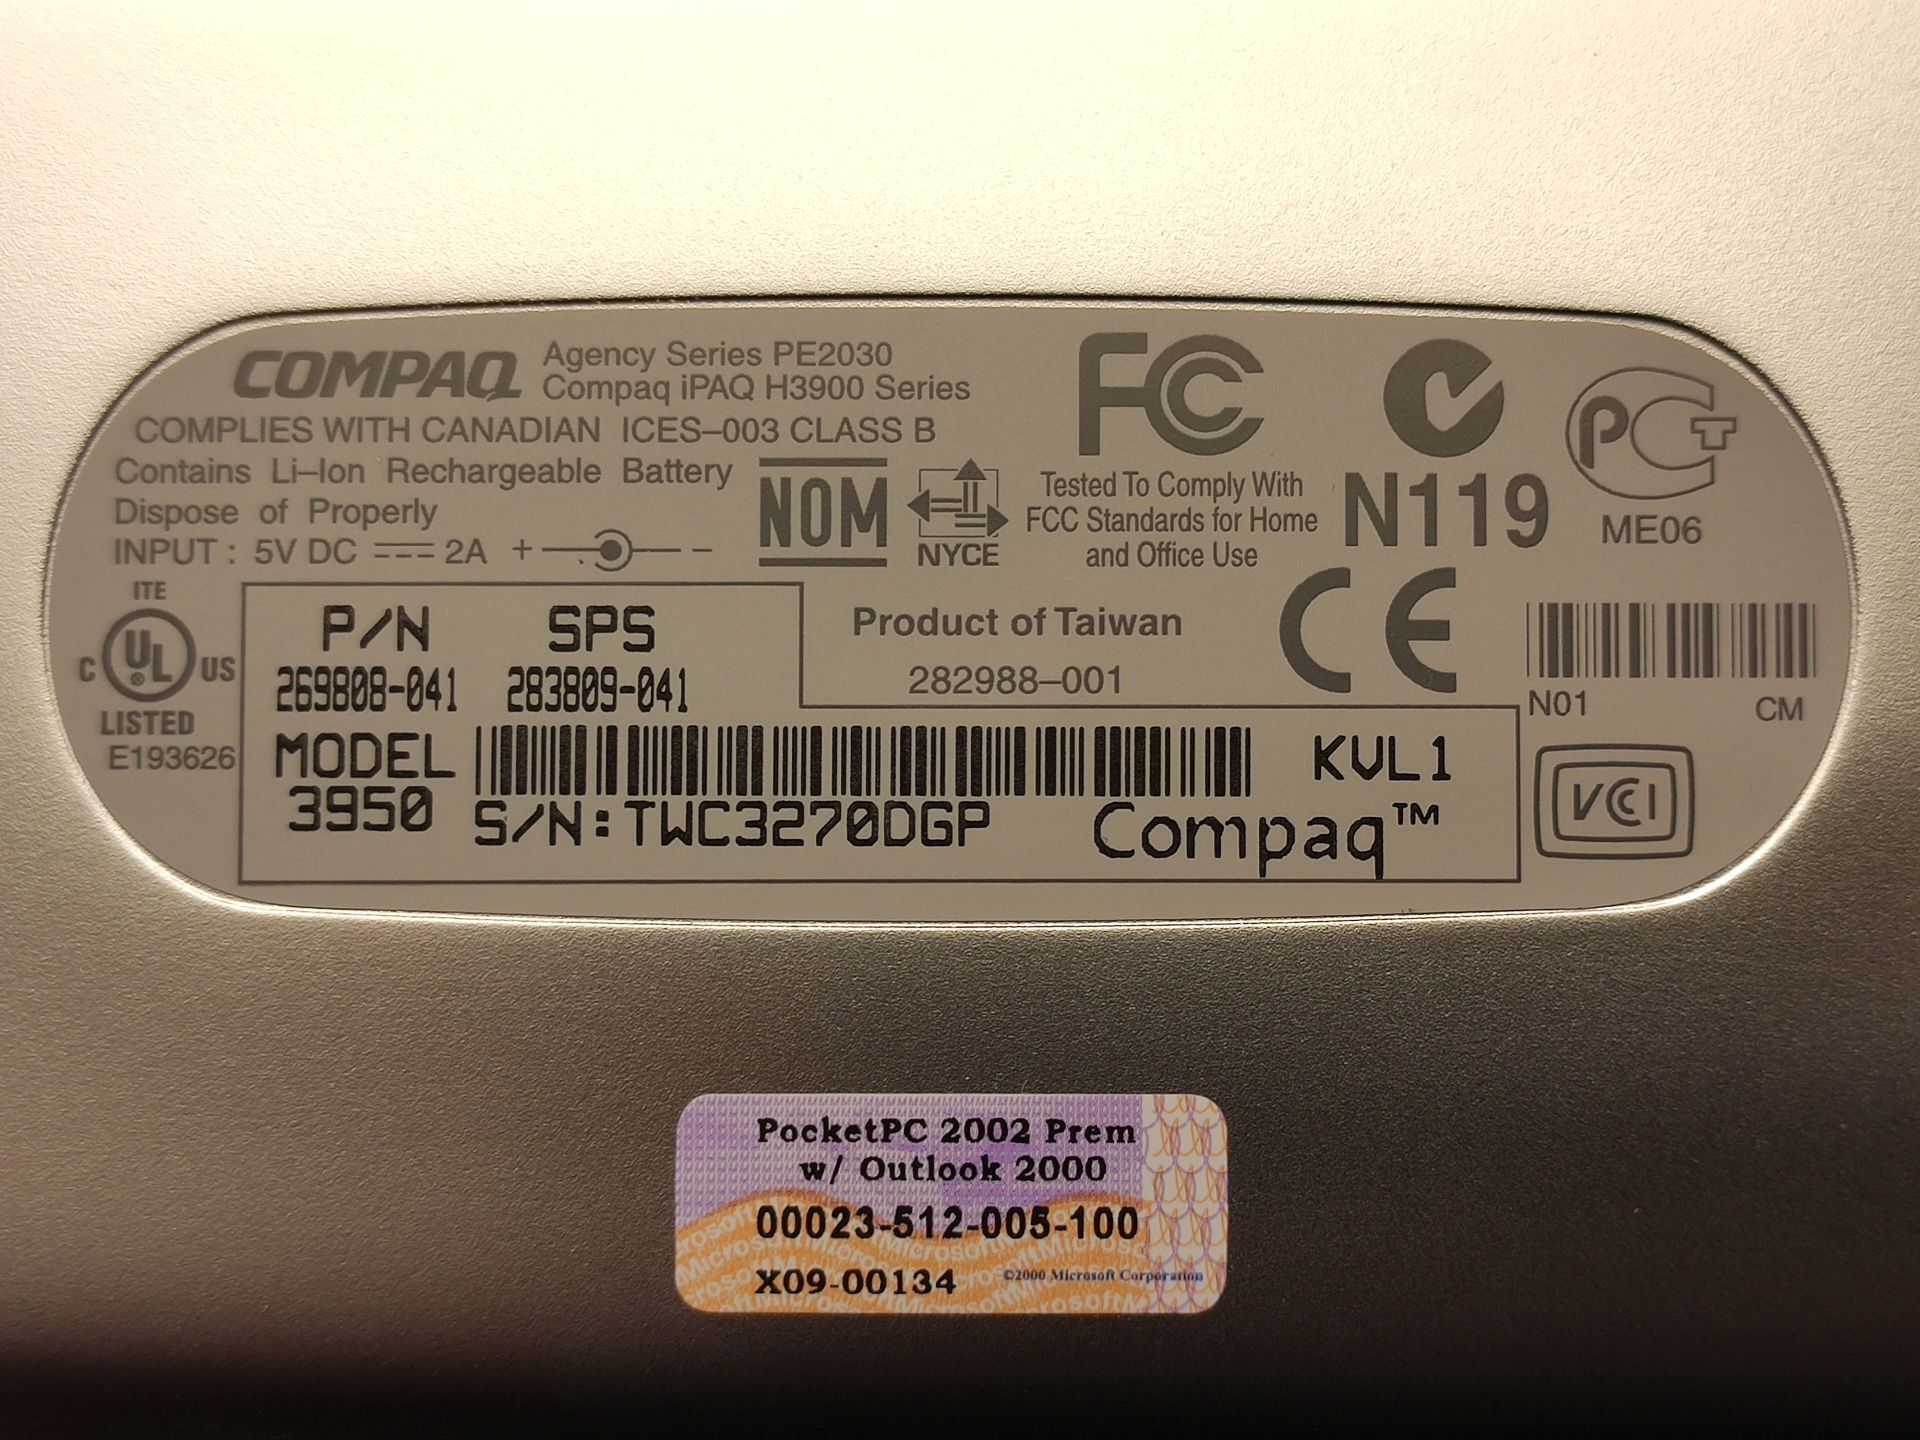 COMPAQ Agency Series PE2030
Compaq iPAQ H3900 Series
COMPLIES WITH CANADIAN ICES-003 CLASS B
Contains Li-Ion Rechargeable Battery
Dispose of Properly
INPUT : 5V DC 2A + -
NOM
NYCE
FC
Tested To Comply With
FCC Standards for Home
and Office Use
N119
PCT
ME06
ITE
C UL ® US
LISTED
E193626
P/N SPS
269808-041 283809-041
MODEL
3950
S/N:TWC3270DGP
KVL1
Compaq™
Product of Taiwan
282988-001
CE
N01 CM
VCI
PocketPC 2002 Prem
w/ Outlook 2000
00023-512-005-100
X09-00134 ©2000 Microsoft Corporation